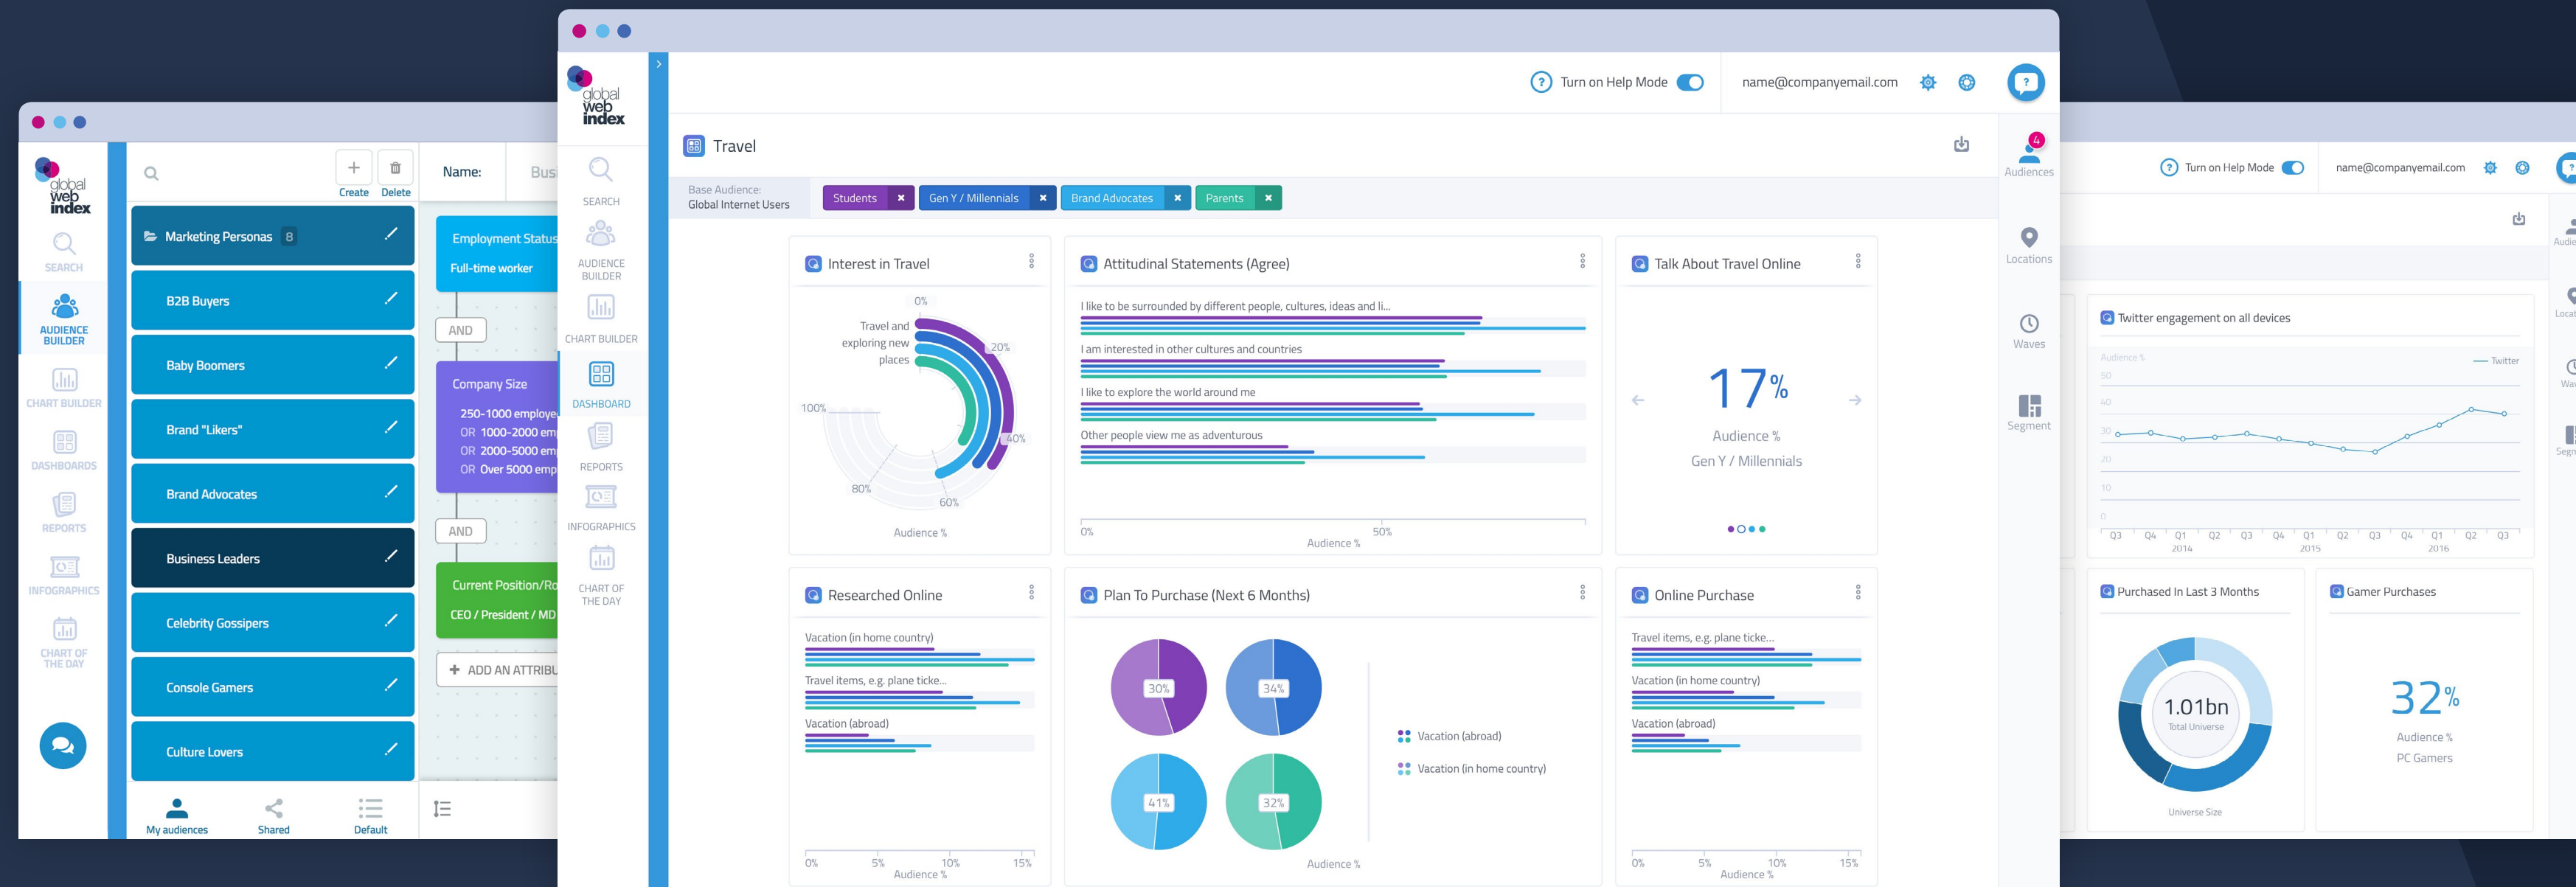 global
web
index
SEARCH
AUDIENCE
BUILDER
CHART BUILDER
DASHBOARDS
REPORTS
INFOGRAPHICS
CHART OF
THE DAY
Create
Delete
Marketing Personas 8
B2B Buyers
Baby Boomers
Brand "Likers"
Brand Advocates
Business Leaders
Celebrity Gossipers
Console Gamers
Culture Lovers
My audiences
Shared
Default
Name:
Employment Status
Full-time worker
AND
Company Size
250-1000
OR 1000-2000
OR 2000-5000
OR Over 5000
AND
Current
CEO / President / MD
+ ADD AN
global
web
index
SEARCH
AUDIENCE
BUILDER
CHART BUILDER
DASHBOARD
REPORTS
INFOGRAPHICS
CHART OF
THE DAY
? Turn on Help Mode
name@companyemail.com
?
Travel
Base Audience:
Global Internet Users
Students ×
Gen Y / Millennials ×
Brand Advocates ×
Parents ×
4
Audiences
Locations
Waves
Segment
Interest in Travel
0%
Travel and
exploring new
places
20%
40%
60%
80%
100%
Audience %
Attitudinal Statements (Agree)
I like to be surrounded by different people, cultures, ideas and li...
I am interested in other cultures and countries
I like to explore the world around me
Other people view me as adventurous
0% 50%
Audience %
Talk About Travel Online
17%
Audience %
Gen Y / Millennials
Researched Online
Vacation (in home country)
Travel items, e.g. plane ticke...
Vacation (abroad)
0% 5% 10% 15%
Audience %
Plan To Purchase (Next 6 Months)
30%
34%
41%
32%
Vacation (abroad)
Vacation (in home country)
Audience %
Online Purchase
Travel items, e.g. plane ticke...
Vacation (in home country)
Vacation (abroad)
0% 5% 10% 15%
Audience %
? Turn on Help Mode
name@companyemail.com
Twitter engagement on all devices
Audience %
Twitter
50
40
30
20
10
0
Q3 Q4 Q1 Q2 Q3 Q4 Q1 Q2 Q3 Q4 Q1 Q2 Q3
2014 2015 2016
Purchased In Last 3 Months
1.01bn
Total Universe
Universe Size
Gamer Purchases
32%
Audience %
PC Gamers